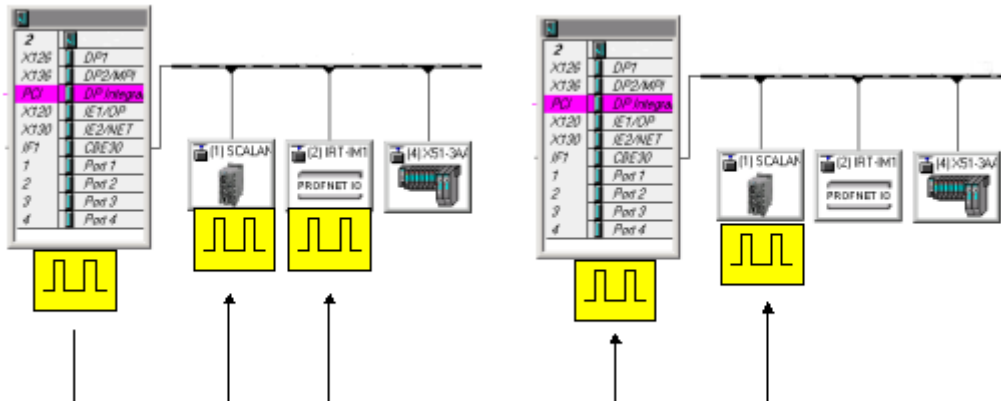 2
X126 DP1
X136 DP2/MPI
PCI DP Integra
X120 IE1/OP
X130 IE2/NET
IF1 CBE30
1 Port 1
2 Port 2
3 Port 3
4 Port 4
(1) SCALAN
(2) IRT-IM1
PROFNET IO
(4) X51-3AA
2
X126 DP1
X136 DP2/MPI
PCI DP Integra
X120 IE1/OP
X130 IE2/NET
IF1 CBE30
1 Port 1
2 Port 2
3 Port 3
4 Port 4
(1) SCALAN
(2) IRT-IM1
PROFNET IO
(4) X51-3AA